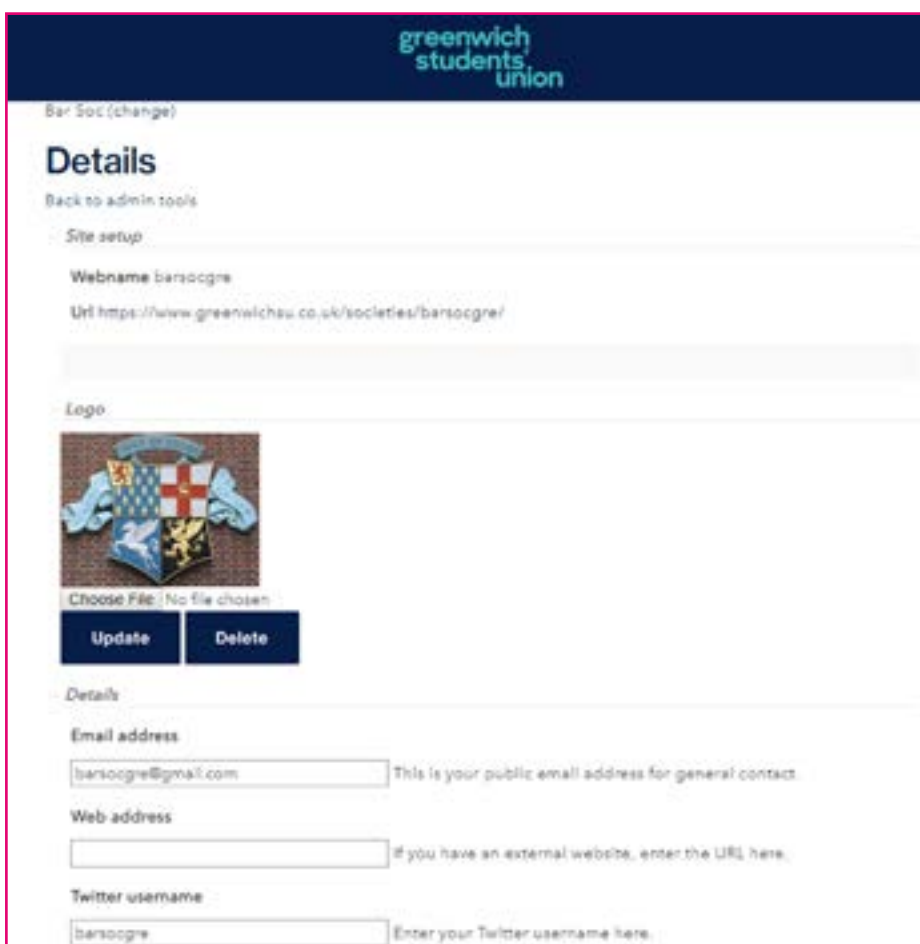 greenwich
students'
union
Bar Soc (change)
Details
Back to admin tools
Site setup
Webname barsocgre
Url https://www.greenwichsu.co.uk/societies/barsocgre/
Logo
Choose File No file chosen
Update Delete
Details
Email address
barsocgre@gmail.com This is your public email address for general contact.
Web address
If you have an external website, enter the URL here.
Twitter username
barsocgre Enter your Twitter username here.